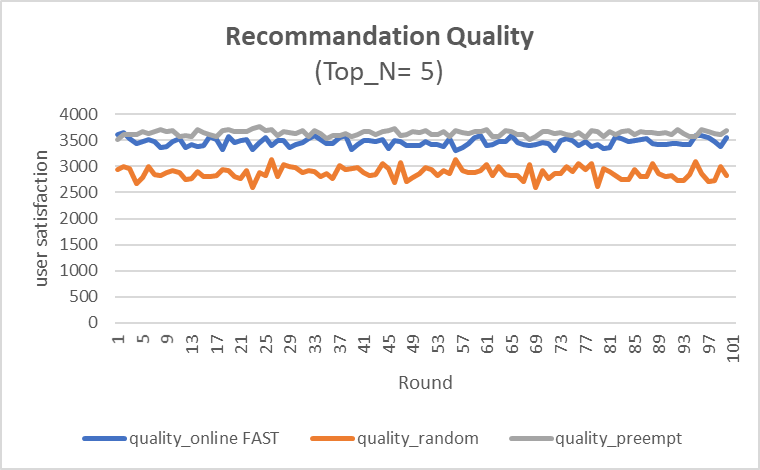 Recommandation Quality
(Top_N= 5)
user satisfaction
4000
3500
3000
2500
2000
1500
1000
500
0
1 5 9 13 17 21 25 29 33 37 41 45 49 53 57 61 65 69 73 77 81 85 89 93 97 101
Round
quality_online FAST quality_random quality_preempt